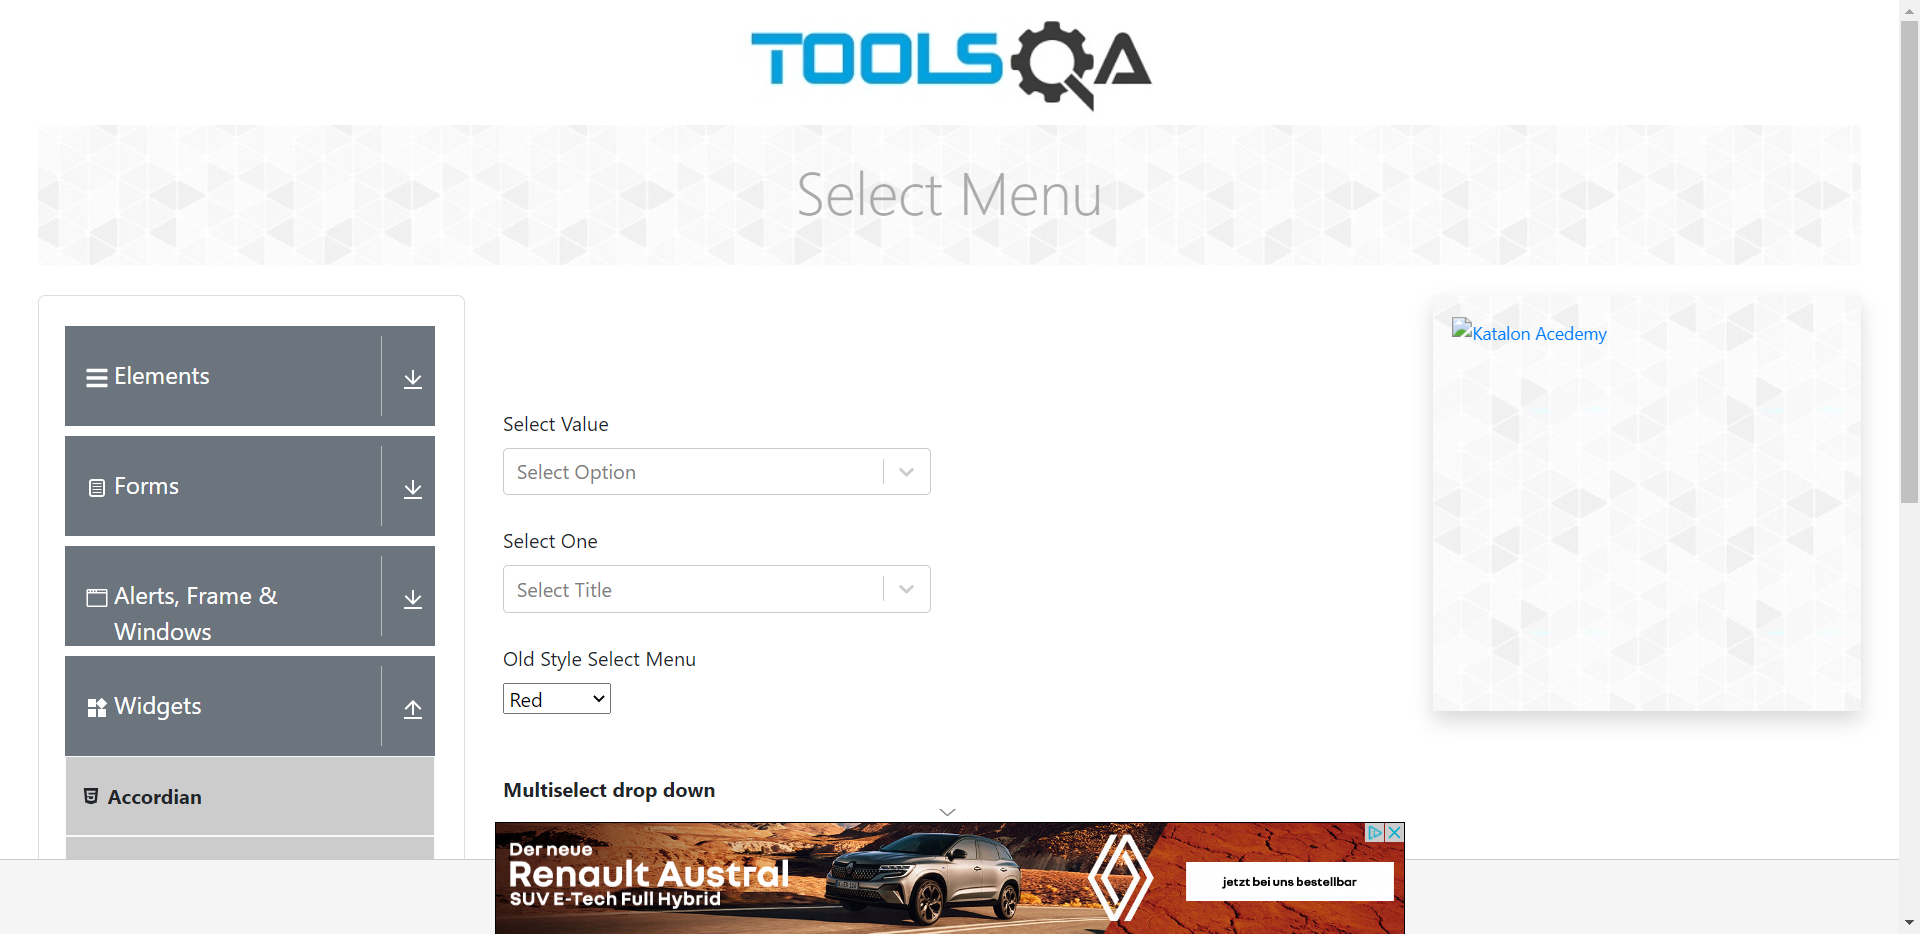 TOOLSQA
Select Menu
Elements
Forms
Alerts, Frame &
Windows
Widgets
Accordian
Select Value
Select Option
Select One
Select Title
Old Style Select Menu
Red
Multiselect drop down
Katalon Acedemy
Der neue
Renault Austral
SUV E-Tech Full Hybrid
jetzt bei uns bestellbar